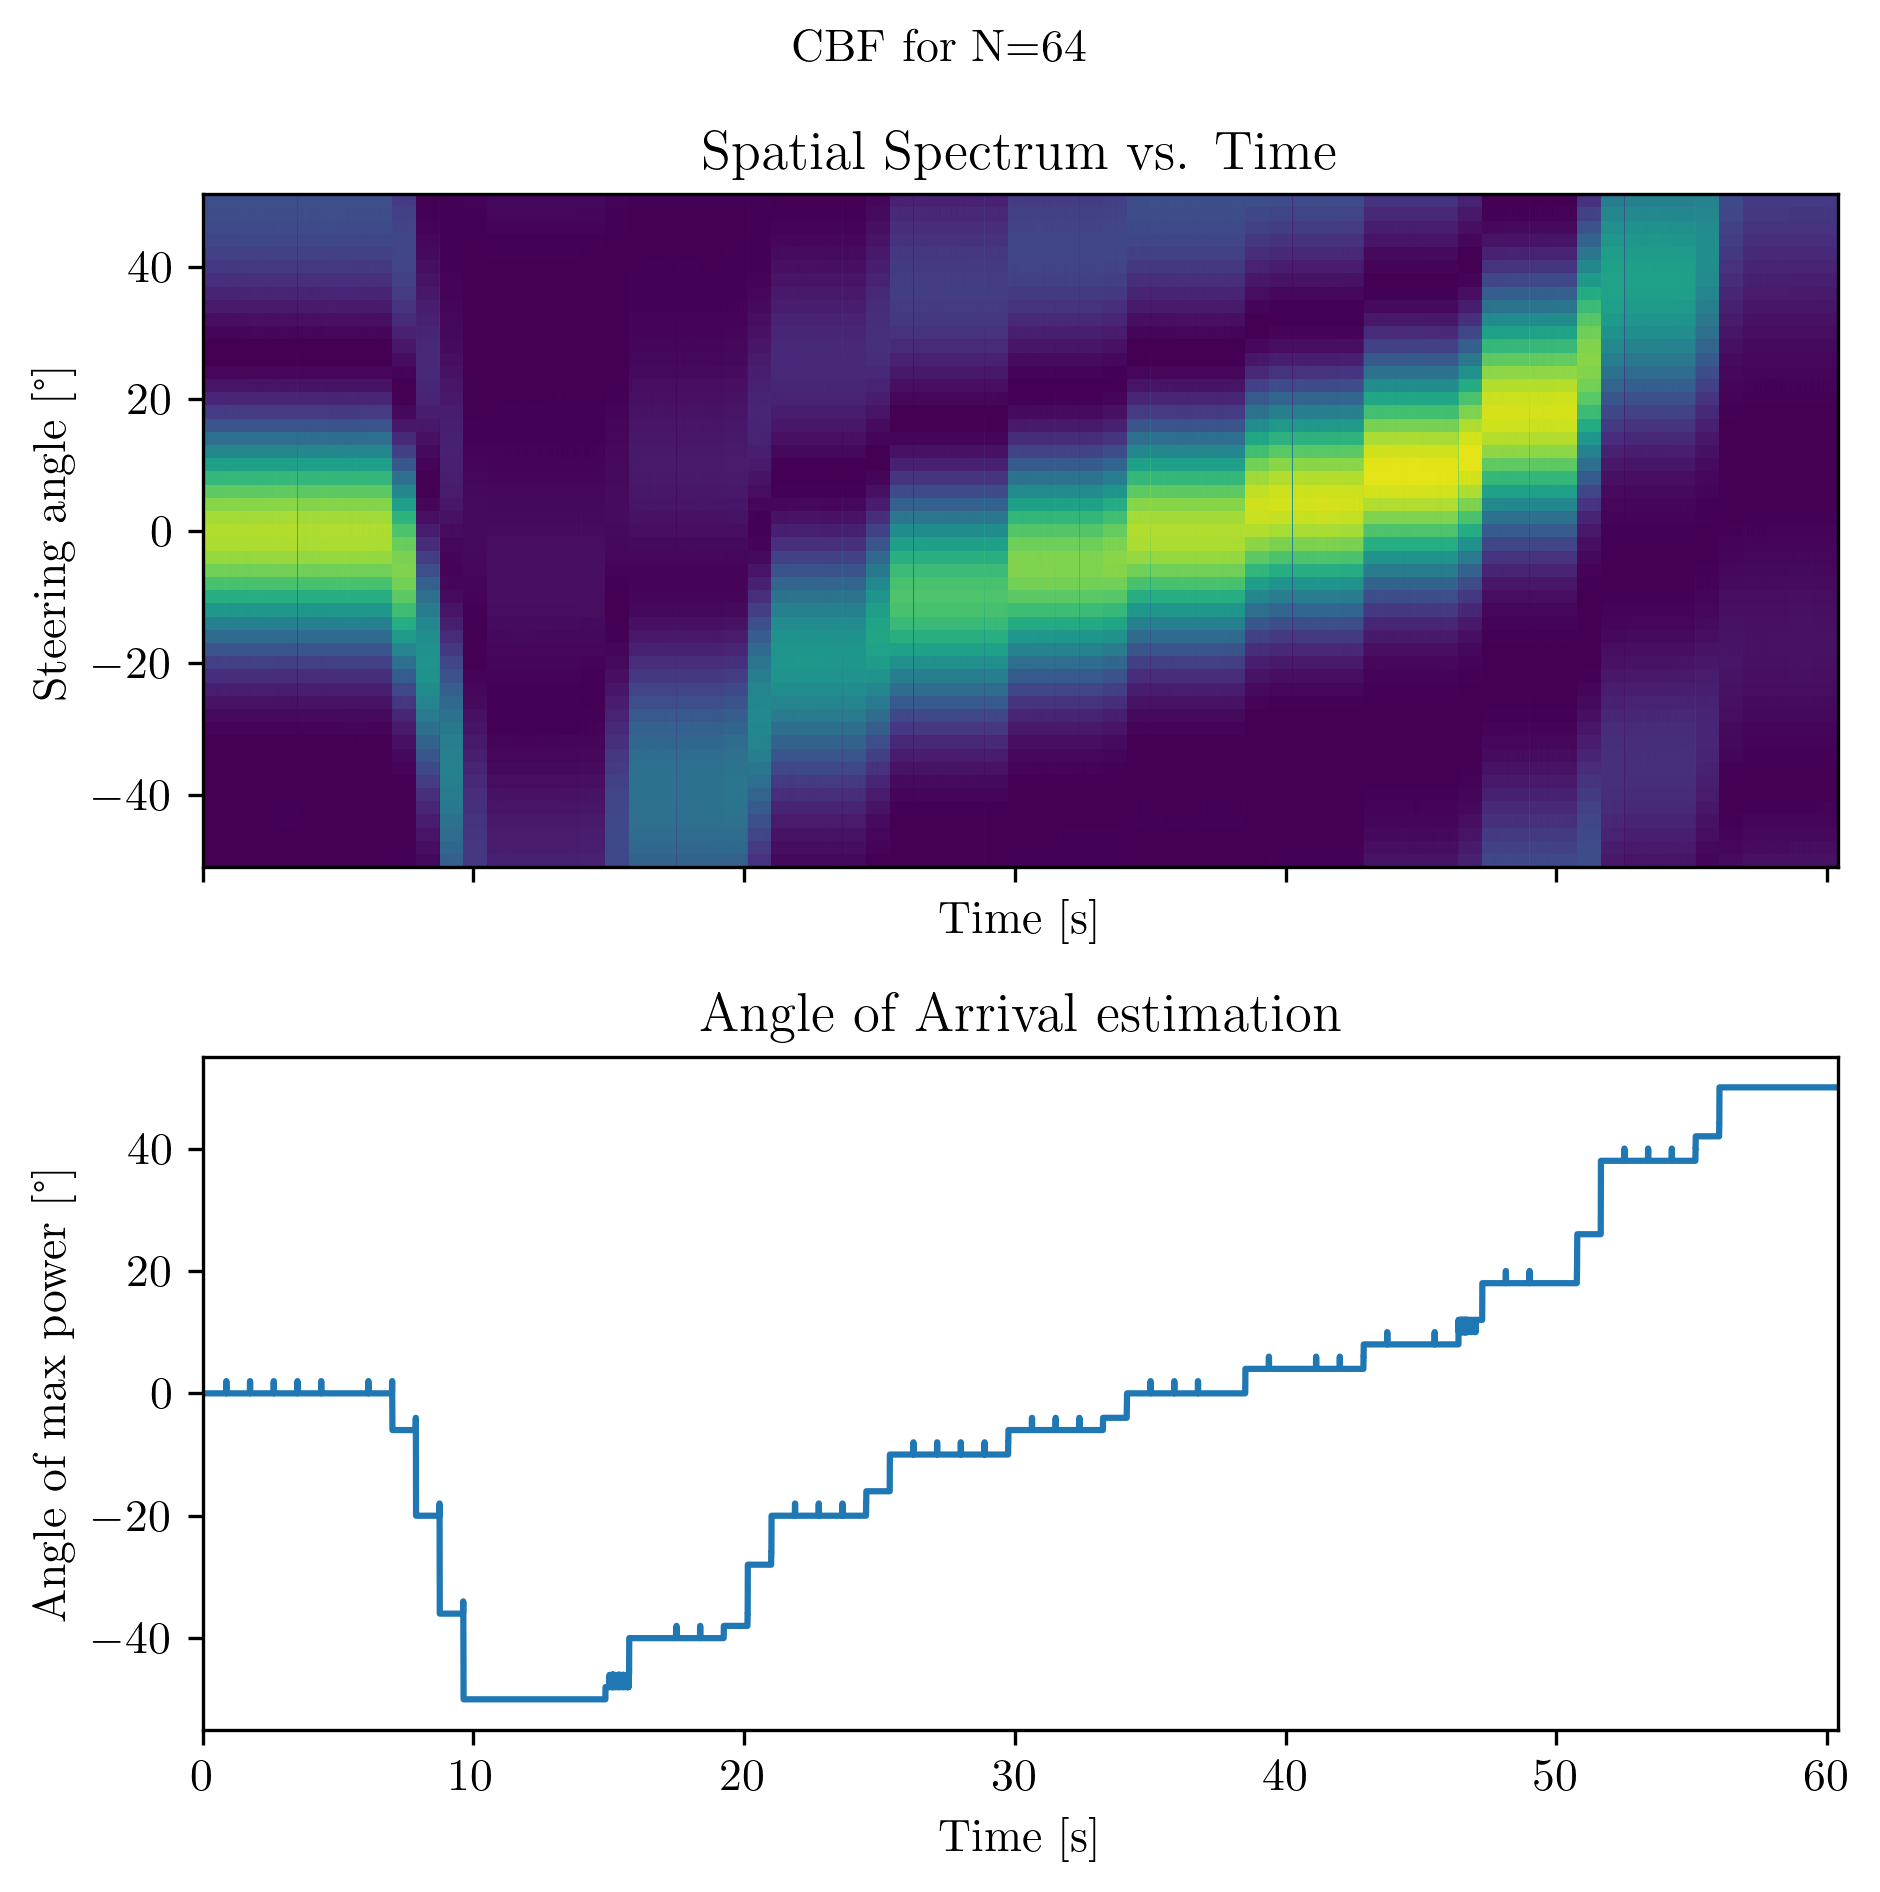 CBF for N=64
Spatial Spectrum vs. Time
Steering angle [°]
40
20
0
−20
−40
Time [s]
Angle of Arrival estimation
Angle of max power [°]
40
20
0
−20
−40
0 10 20 30 40 50 60
Time [s]